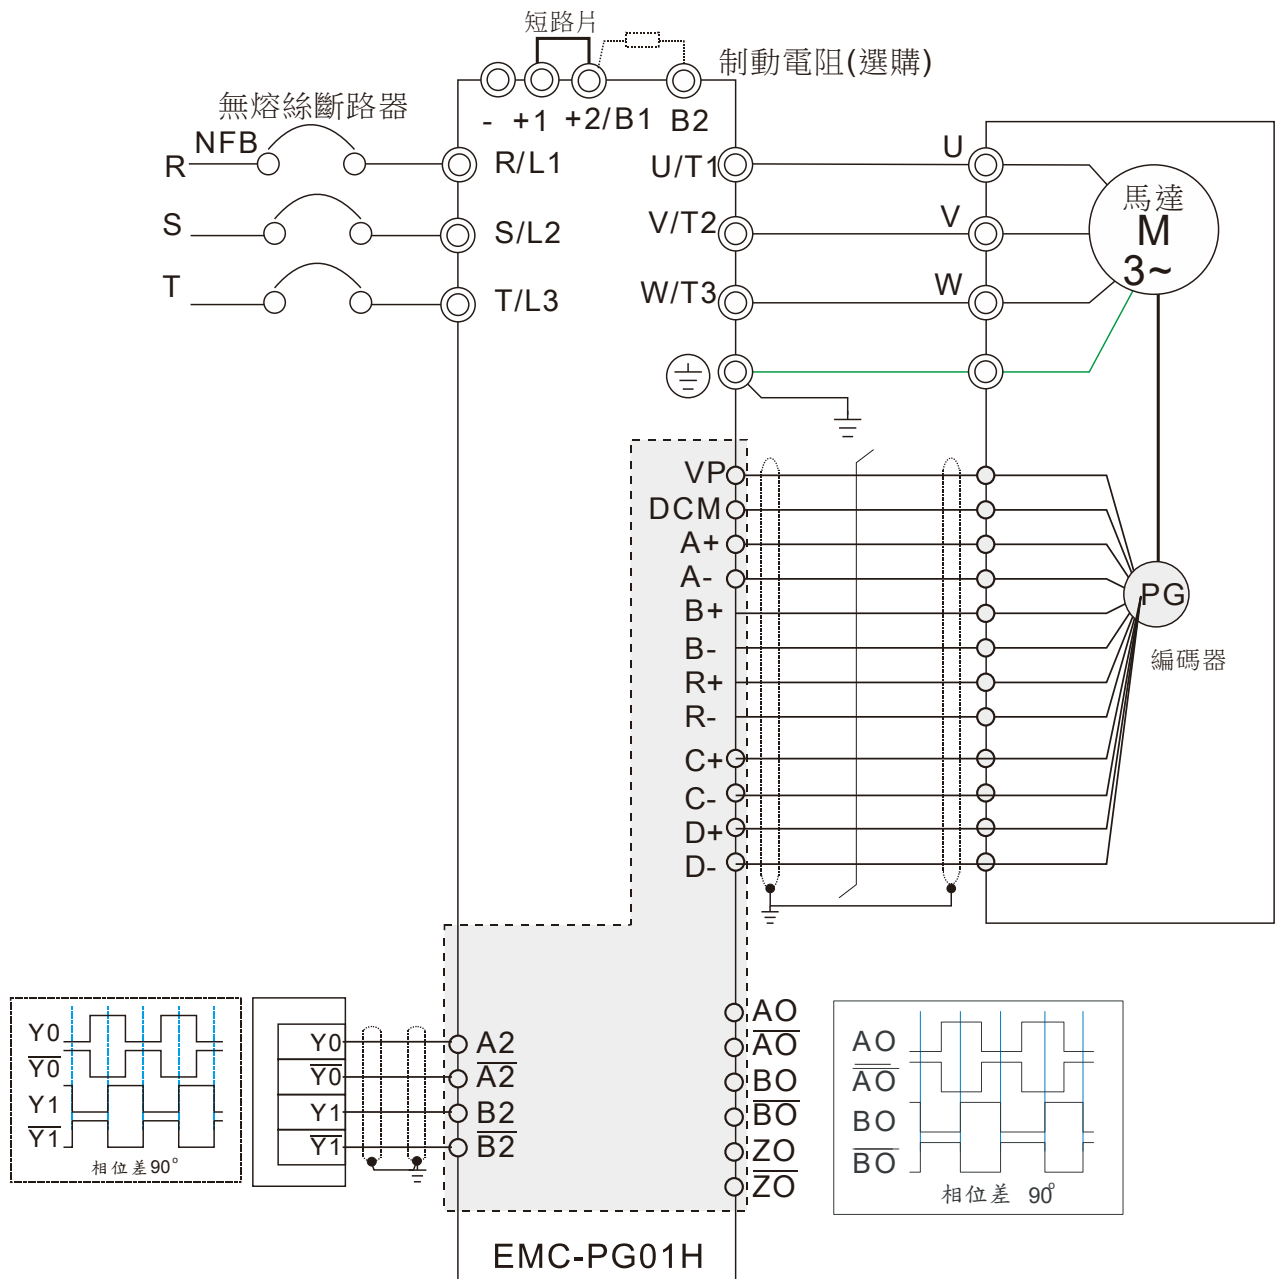 短路片
制動電阻(選購)
無熔絲斷路器
- +1 +2/B1 B2
NFB
R
R/L1
U/T1
U
S
S/L2
V/T2
V
T
T/L3
W/T3
W
馬達
M
3~
VP
DCM
A+
A-
B+
B-
R+
R-
C+
C-
D+
D-
PG
編碼器
Y0
Y0
Y1
Y1
相位差90°
Y0
Y0
Y1
Y1
A2
A2
B2
B2
AO
AO
BO
BO
ZO
ZO
AO
AO
BO
BO
相位差 90°
EMC-PG01H